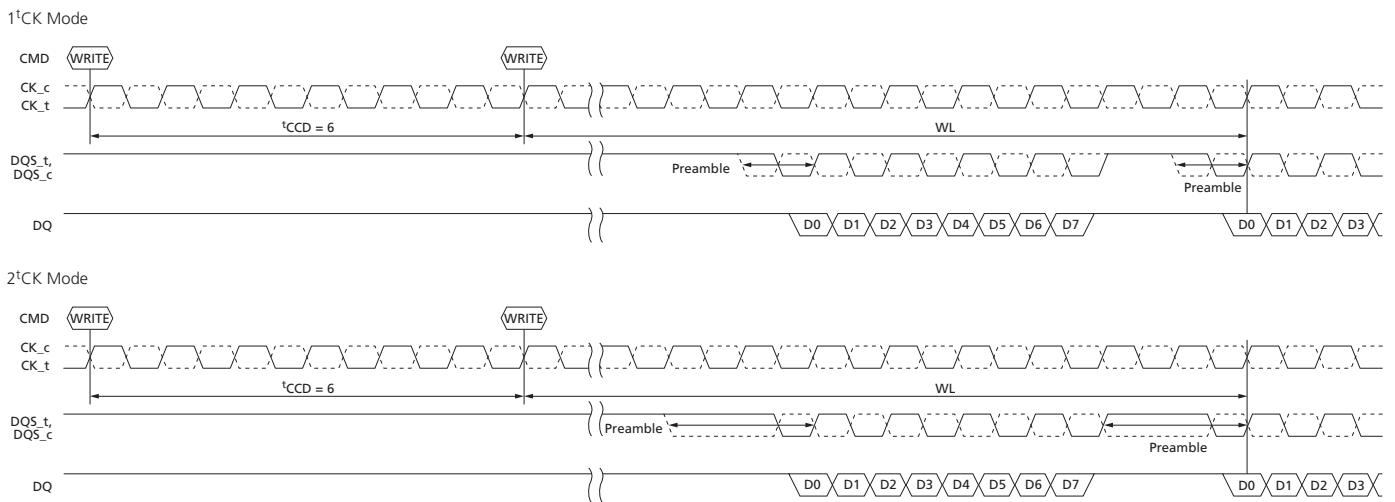 1tCK Mode
CMD WRITE WRITE
CK_c
CK_t
tCCD = 6 WL
DQS_t,
DQS_c
Preamble
Preamble
DQ D0 D1 D2 D3 D4 D5 D6 D7 D0 D1 D2 D3
2tCK Mode
CMD WRITE WRITE
CK_c
CK_t
tCCD = 6 WL
DQS_t,
DQS_c
Preamble
Preamble
DQ D0 D1 D2 D3 D4 D5 D6 D7 D0 D1 D2 D3